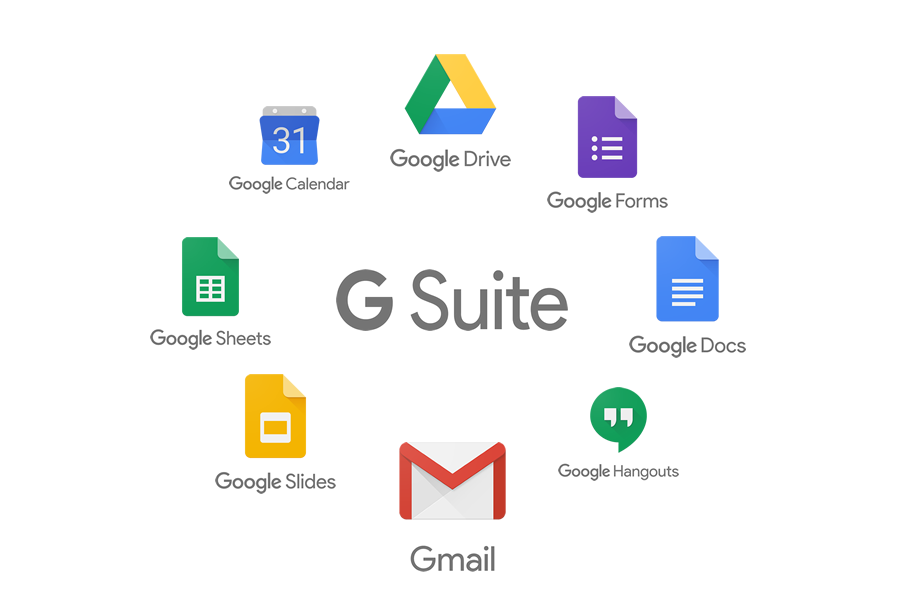 Google Drive
31
Google Calendar
Google Forms
Google Sheets
G Suite
Google Docs
Google Slides
Google Hangouts
Gmail